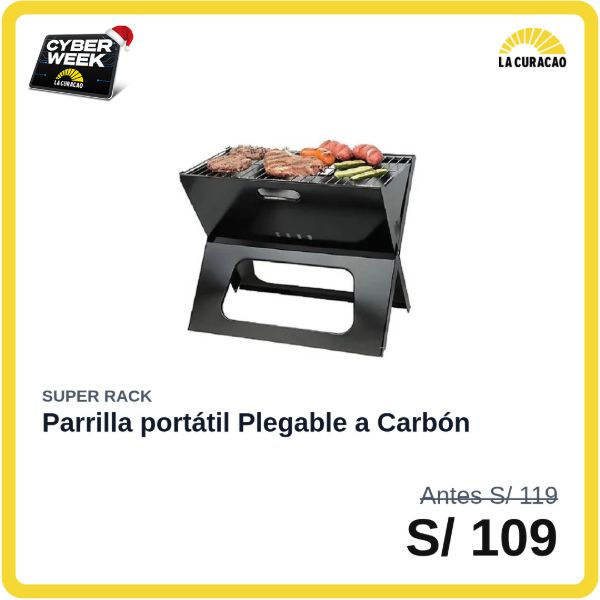 CYBER
WEEK
LA CURACAO
LA CURACAO
SUPER RACK
Parrilla portátil Plegable a Carbón
Antes S/ 119
S/ 109